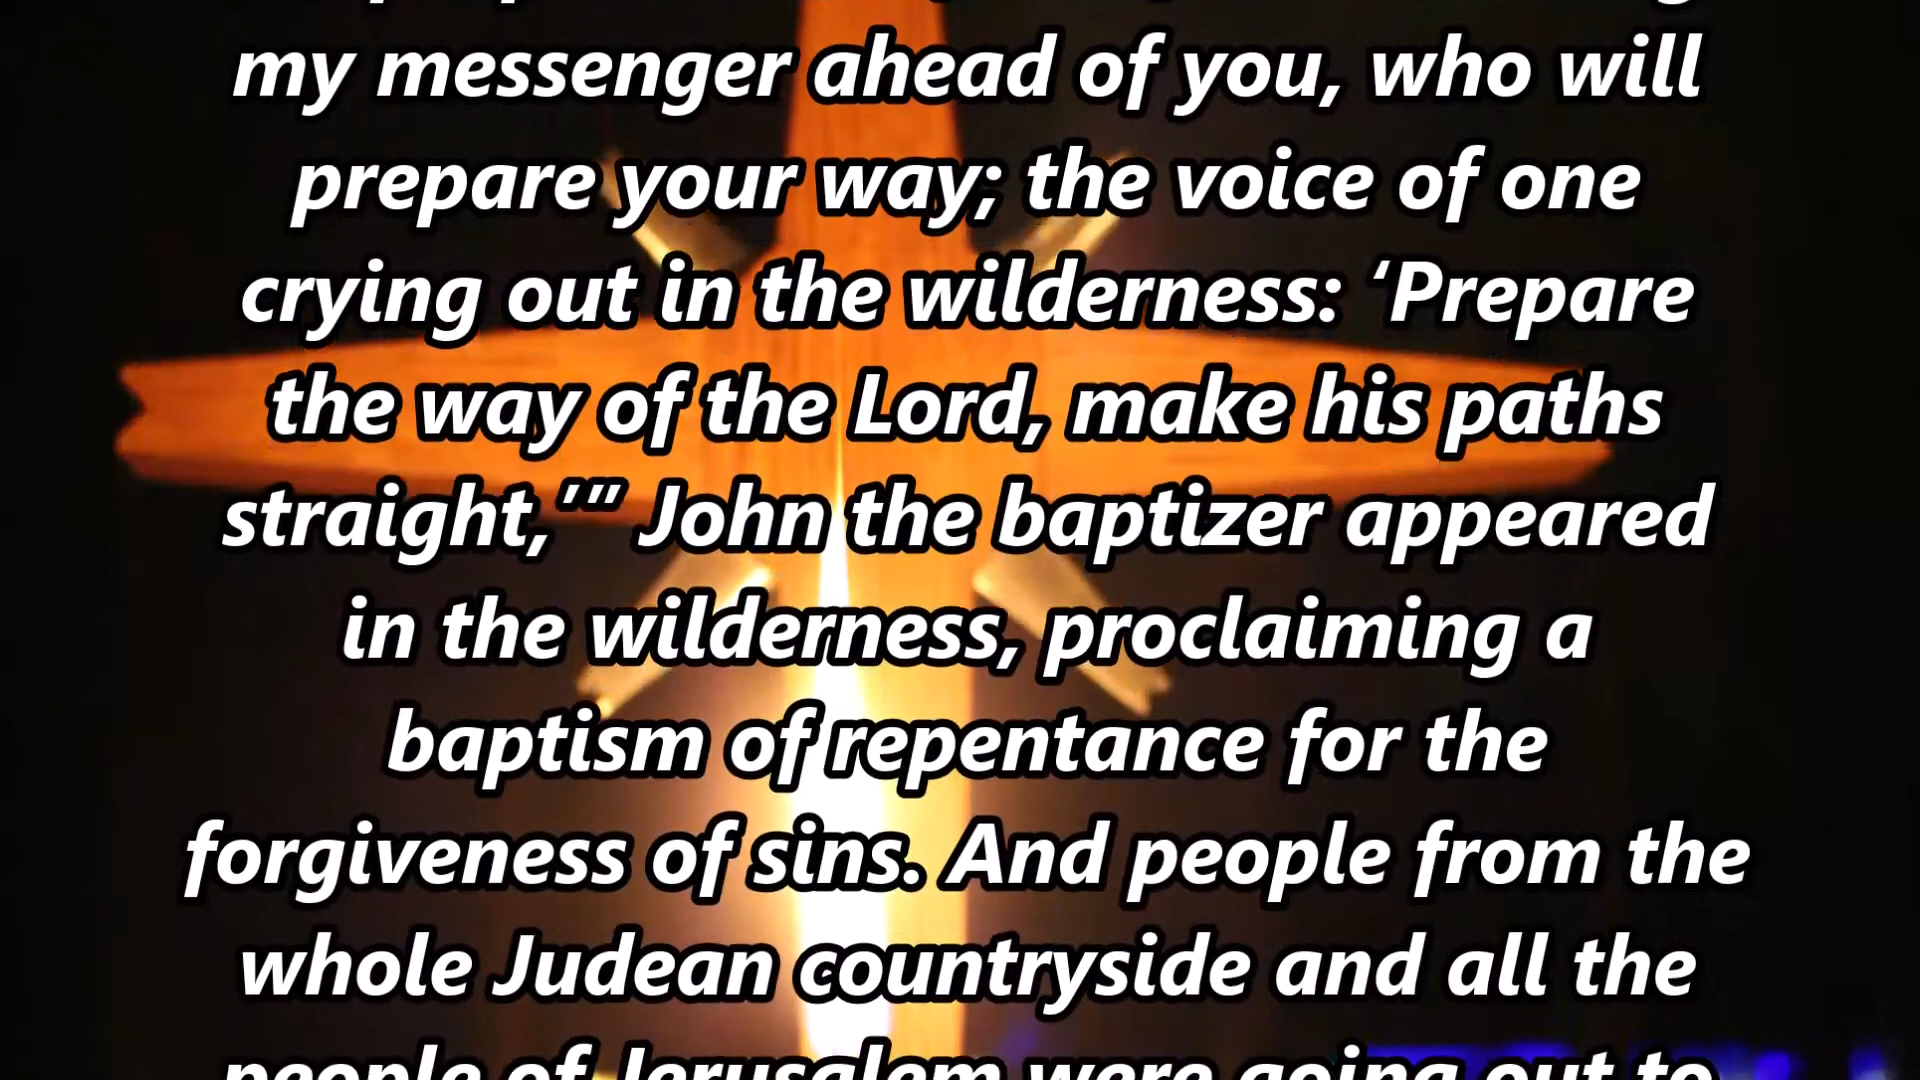 my messenger ahead of you, who will
prepare your way; the voice of one
crying out in the wilderness: ‘Prepare
the way of the Lord, make his paths
straight,’” John the baptizer appeared
in the wilderness, proclaiming a
baptism of repentance for the
forgiveness of sins. And people from the
whole Judean countryside and all the
people of Jerusalem were going out to